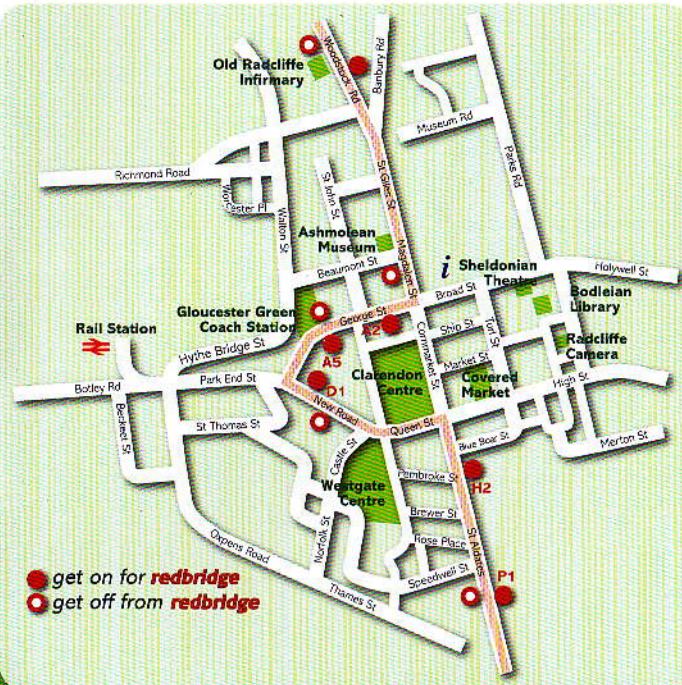 Old Radcliffe
Infirmary
Woodstock Rd
Banbury Rd
Museum Rd
Parks Rd
Richmond Road
Worcester Pl
Walton St
St John St
St Giles St
Ashmolean
Museum
Magdalen St
Beaumont St
i
Sheldonian
Theatre
Holywell St
Broad St
Bodleian
Library
Gloucester Green
Coach Station
George St
A2
Ship St
Turl St
Cornmarket St
Radcliffe
Camera
Rail Station
Hythe Bridge St
A5
Market St
Clarendon
Centre
Covered
Market
High St
Botley Rd
Park End St
D1
New Road
Queen St
Becket St
St Thomas St
Castle St
Blue Boar St
Merton St
Westgate
Centre
Pembroke St
H2
Brewer St
Rose Place
St Aldates
Norfolk St
Oxpens Road
Speedwell St
Thames St
P1
get on for redbridge
get off from redbridge